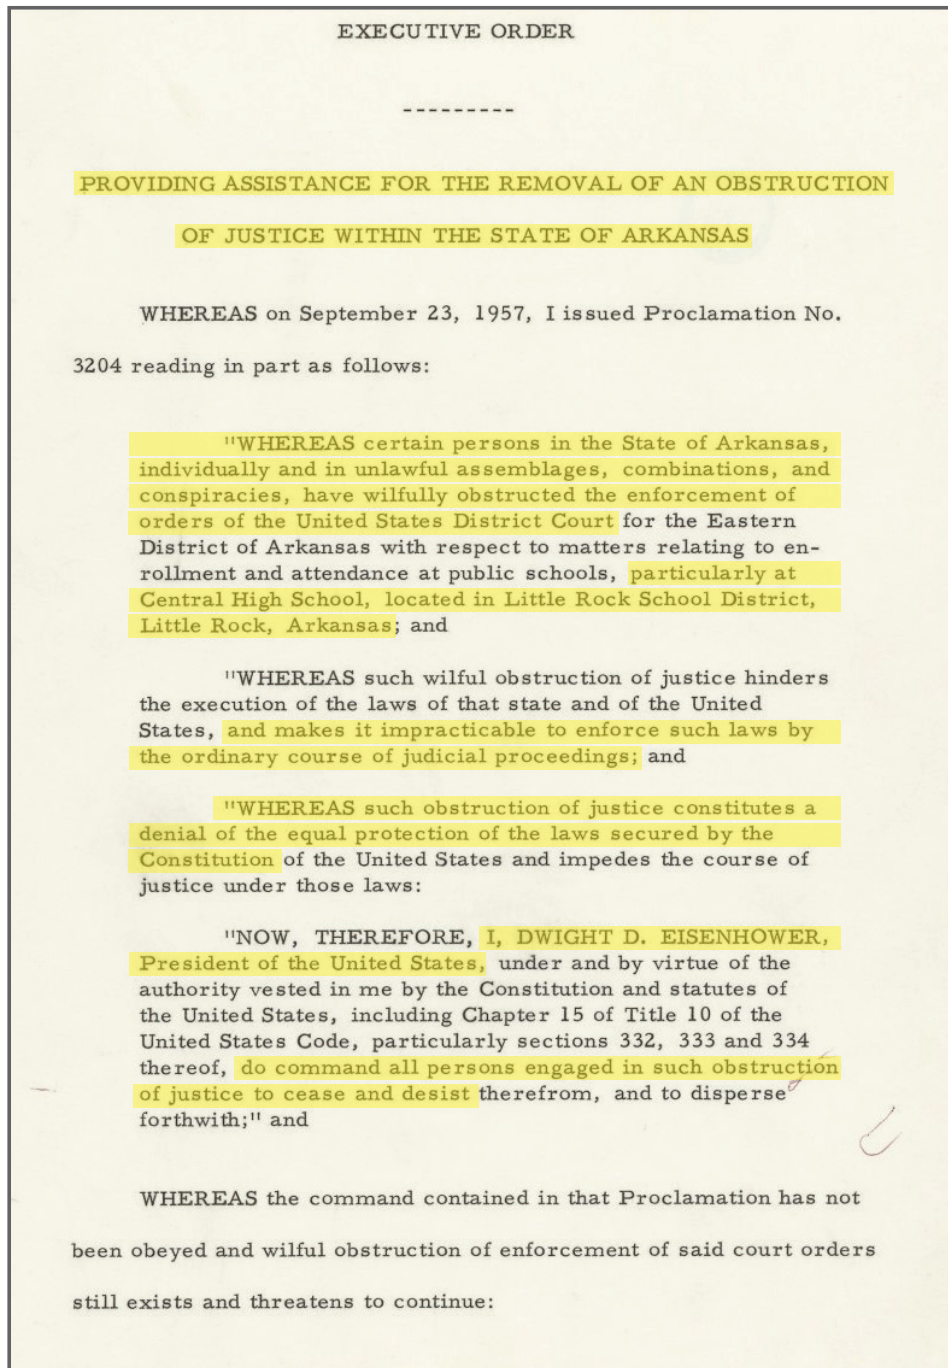 EXECUTIVE ORDER
---------
PROVIDING ASSISTANCE FOR THE REMOVAL OF AN OBSTRUCTION
OF JUSTICE WITHIN THE STATE OF ARKANSAS
WHEREAS on September 23, 1957, I issued Proclamation No.
3204 reading in part as follows:
"WHEREAS certain persons in the State of Arkansas,
individually and in unlawful assemblages, combinations, and
conspiracies, have wilfully obstructed the enforcement of
orders of the United States District Court for the Eastern
District of Arkansas with respect to matters relating to en-
rollment and attendance at public schools, particularly at
Central High School, located in Little Rock School District,
Little Rock, Arkansas; and
"WHEREAS such wilful obstruction of justice hinders
the execution of the laws of that state and of the United
States, and makes it impracticable to enforce such laws by
the ordinary course of judicial proceedings; and
"WHEREAS such obstruction of justice constitutes a
denial of the equal protection of the laws secured by the
Constitution of the United States and impedes the course of
justice under those laws:
"NOW, THEREFORE, I, DWIGHT D. EISENHOWER,
President of the United States, under and by virtue of the
authority vested in me by the Constitution and statutes of
the United States, including Chapter 15 of Title 10 of the
United States Code, particularly sections 332, 333 and 334
thereof, do command all persons engaged in such obstruction
of justice to cease and desist therefrom, and to disperse
forthwith;" and
WHEREAS the command contained in that Proclamation has not
been obeyed and wilful obstruction of enforcement of said court orders
still exists and threatens to continue: